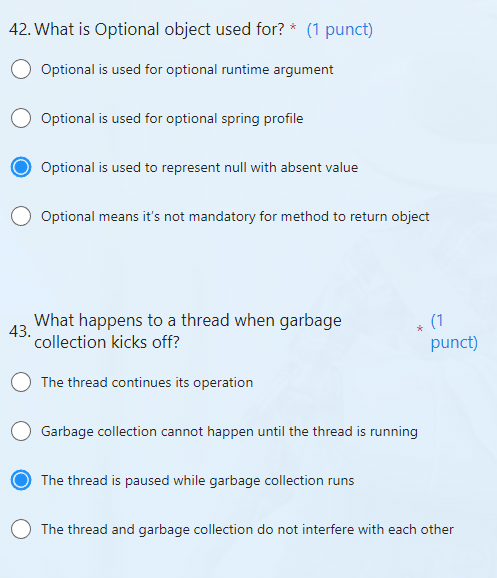 42. What is Optional object used for? * (1 punct)
Optional is used for optional runtime argument
Optional is used for optional spring profile
Optional is used to represent null with absent value
Optional means it's not mandatory for method to return object
43. What happens to a thread when garbage * (1
collection kicks off? punct)
The thread continues its operation
Garbage collection cannot happen until the thread is running
The thread is paused while garbage collection runs
The thread and garbage collection do not interfere with each other